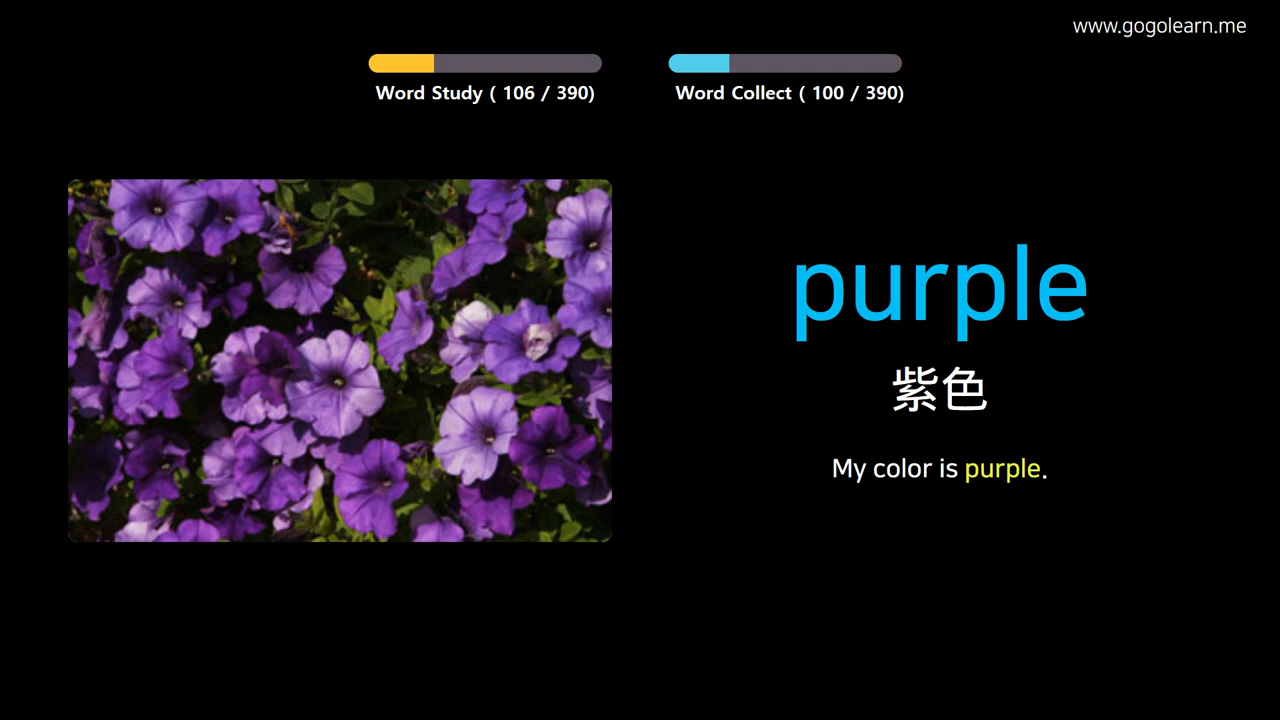 www.gogolearn.me
Word Study ( 106 / 390)
Word Collect ( 100 / 390)
purple
紫色
My color is purple.